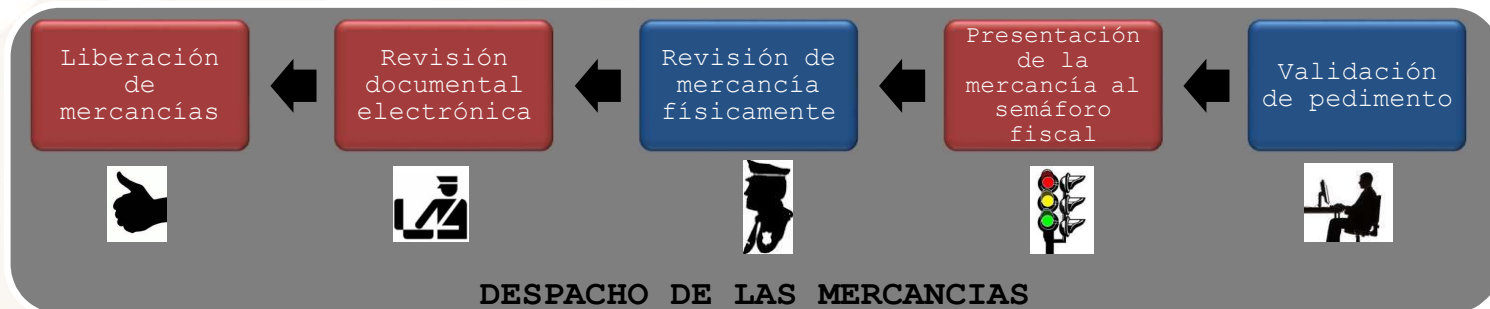 Liberación
de
mercancías
Revisión
documental
electrónica
Revisión de
mercancía
físicamente
Presentación
de la
mercancía al
semáforo
fiscal
Validación
de pedimento
DESPACHO DE LAS MERCANCIAS